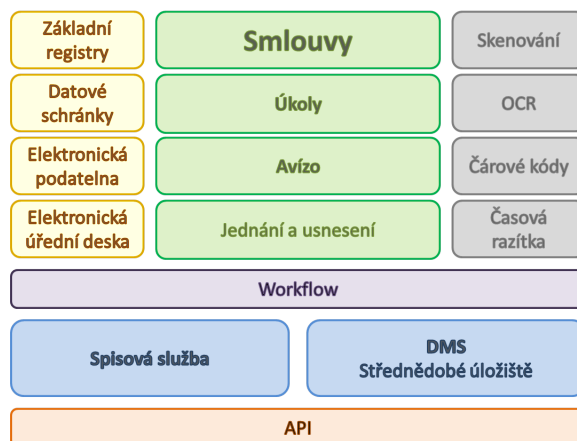 Základní
registry
Smlouvy
Skenování
Datové
schránky
Úkoly
OCR
Elektronická
podatelna
Avízo
Čárové kódy
Elektronická
úřední deska
Jednání a usnesení
Časová
razítka
Workflow
Spisová služba
DMS
Střednědobé úložiště
API